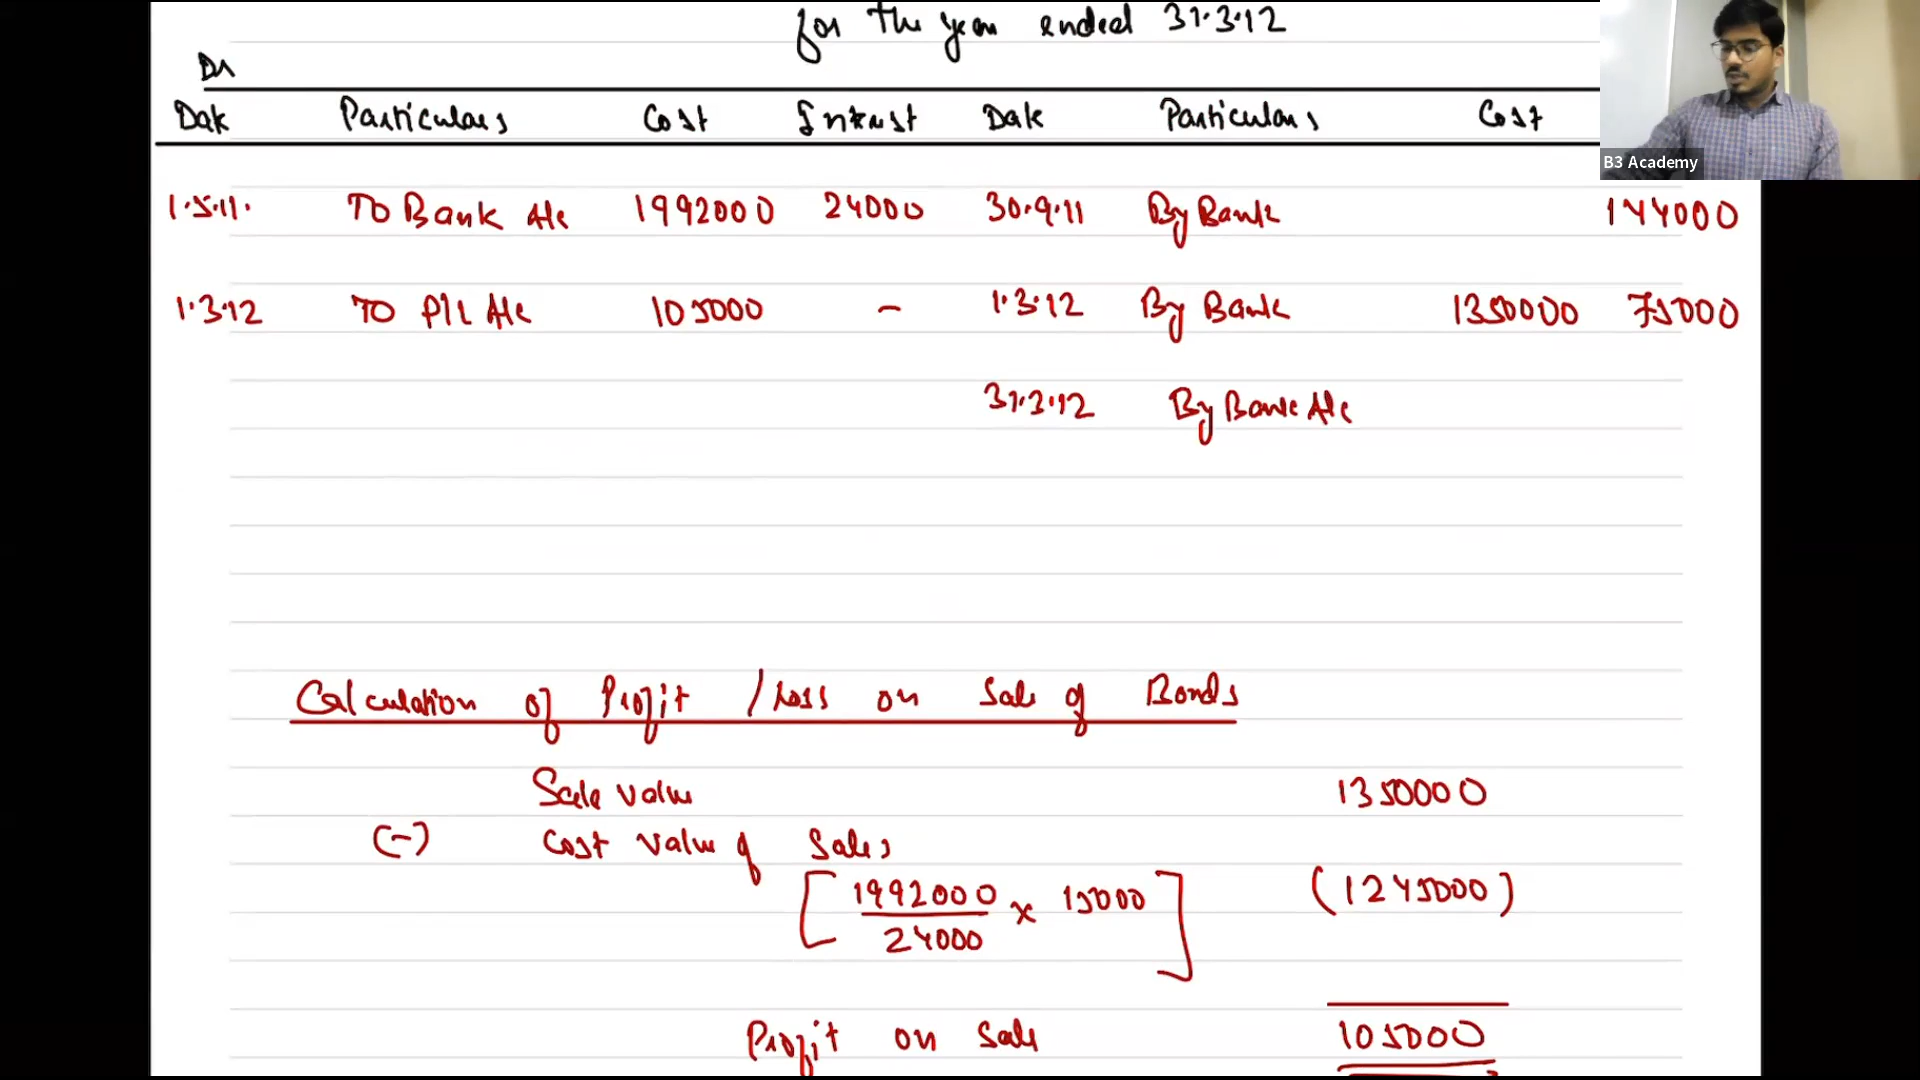 for the year ended 31.3.12
Dr
Date Particulars Cost Interest Date Particulars Cost
B3 Academy
1.5.11. To Bank A/c 1992000 24000 30.9.11 By Bank 144000
1.3.12 To P/L A/c 105000 - 1.3.12 By Bank 1350000 75000
31.3.12 By Bank A/c
Calculation of Profit / Loss on Sale of Bonds
Sale value 1350000
(-) Cost value of Sales
[ 1992000 / 24000 x 15000 ] (1245000)
Profit on Sale 105000